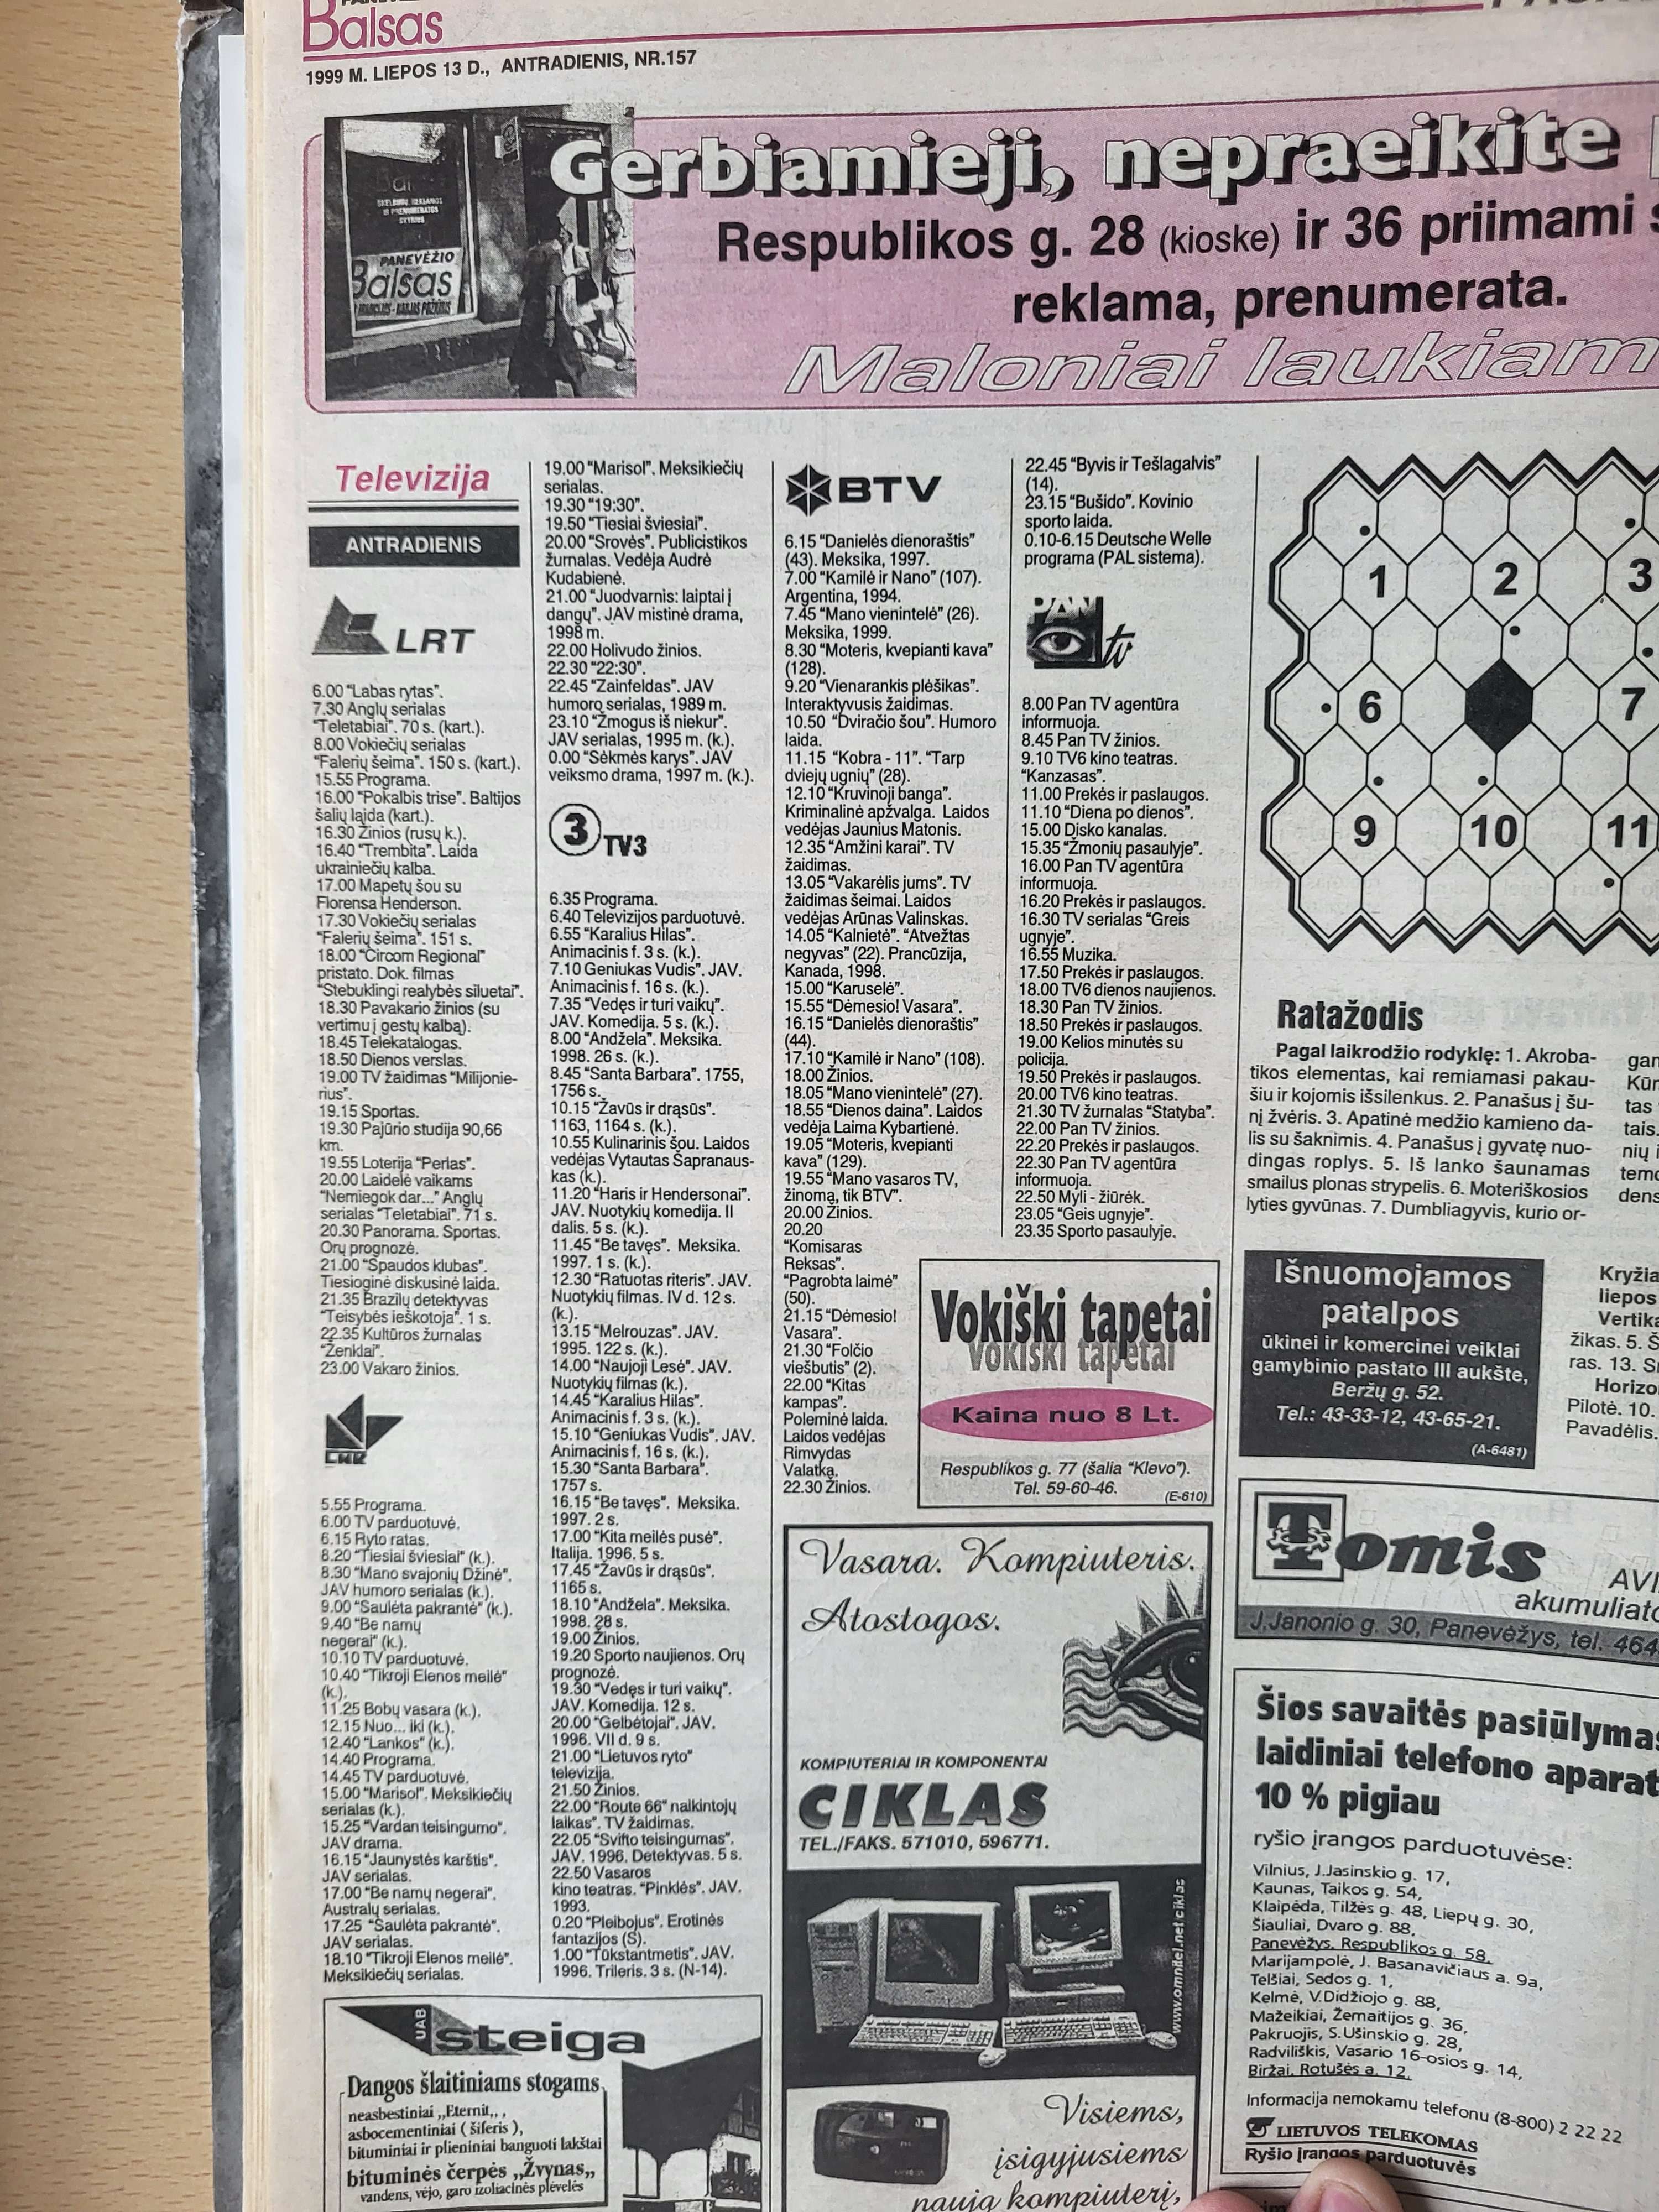 Balsas
1999 M. LIEPOS 13 D., ANTRADIENIS, NR.157
PANEVĖŽIO
Balsas
Gerbiamieji, nepraeikite
Respublikos g. 28 (kioske) ir 36 priimami
reklama, prenumerata.
Maloniai laukiam
Televizija
ANTRADIENIS
LRT
6.00 “Labas rytas”.
7.30 Anglų serialas
“Teletabiai”. 70 s. (kart.).
8.00 Vokiečių serialas
“Falerių šeima”. 150 s. (kart.).
15.55 Programa.
16.00 “Pokalbis trise”. Baltijos
šalių laida (kart.).
16.30 Žinios (rusų k.).
16.40 “Trembita”. Laida
ukrainiečių kalba.
17.00 Mapetų šou su
Florensa Henderson.
17.30 Vokiečių serialas
“Falerių šeima”. 151 s.
18.00 “Circom Regional”
pristato. Dok. filmas
“Stebuklingi realybės siluetai”.
18.30 Pavakario žinios (su
vertimu į gestų kalbą).
18.45 Telekatalogas.
18.50 Dienos verslas.
19.00 TV žaidimas “Milijonie-
rius”.
19.15 Sportas.
19.30 Pajūrio studija 90,66
km.
19.55 Loterija “Perlas”.
20.00 Laidelė vaikams
“Nemiegok dar...” Anglų
serialas “Teletabiai”. 71 s.
20.30 Panorama. Sportas.
Orų prognozė.
21.00 “Spaudos klubas”.
Tiesioginė diskusinė laida.
21.35 Brazilų detektyvas
“Teisybės ieškotoja”. 1 s.
22.35 Kultūros žurnalas
“Ženklai”.
23.00 Vakaro žinios.
LNK
5.55 Programa.
6.00 TV parduotuvė.
6.15 Ryto ratas.
8.20 “Tiesiai šviesiai” (k.).
8.30 “Mano svajonių Džinė”.
JAV humoro serialas (k.).
9.00 “Saulėta pakrantė” (k.).
9.40 “Be namų
negerai” (k.).
10.10 TV parduotuvė.
10.40 “Tikroji Elenos meilė”
(k.).
11.25 Bobų vasara (k.).
12.15 Nuo... iki (k.).
12.40 “Lankos” (k.).
14.40 Programa.
14.45 TV parduotuvė.
15.00 “Marisol”. Meksikiečių
serialas (k.).
15.25 “Vardan teisingumo”.
JAV drama.
16.15 “Jaunystės karštis”.
JAV serialas.
17.00 “Be namų negerai”.
Australų serialas.
17.25 “Saulėta pakrantė”.
JAV serialas.
18.10 “Tikroji Elenos meilė”.
Meksikiečių serialas.
19.00 “Marisol”. Meksikiečių
serialas.
19.30 “19:30”.
19.50 “Tiesiai šviesiai”.
20.00 “Srovės”. Publicistikos
žurnalas. Vedėja Audrė
Kudabienė.
21.00 “Juodvarnis: laiptai į
dangų”. JAV mistinė drama,
1998 m.
22.00 Holivudo žinios.
22.30 “22:30”.
22.45 “Zainfeldas”. JAV
humoro serialas, 1989 m.
23.10 “Žmogus iš niekur”.
JAV serialas, 1995 m. (k.).
0.00 “Sėkmės karys”. JAV
veiksmo drama, 1997 m. (k.).
3 TV3
6.35 Programa.
6.40 Televizijos parduotuvė.
6.55 “Karalius Hilas”.
Animacinis f. 3 s. (k.).
7.10 Geniukas Vudis”. JAV.
Animacinis f. 16 s. (k.).
7.35 “Vedęs ir turi vaikų”.
JAV. Komedija. 5 s. (k.).
8.00 “Andžela”. Meksika.
1998. 26 s. (k.).
8.45 “Santa Barbara”. 1755,
1756 s.
10.15 “Žavūs ir drąsūs”.
1163, 1164 s. (k.).
10.55 Kulinarinis šou. Laidos
vedėjas Vytautas Šapranaus-
kas (k.).
11.20 “Haris ir Hendersonai”.
JAV. Nuotykių komedija. II
dalis. 5 s. (k.).
11.45 “Be tavęs”. Meksika.
1997. 1 s. (k.).
12.30 “Ratuotas riteris”. JAV.
Nuotykių filmas. IV d. 12 s.
(k.).
13.15 “Melrouzas”. JAV.
1995. 122 s. (k.).
14.00 “Naujoji Lesė”. JAV.
Nuotykių filmas (k.).
14.45 “Karalius Hilas”.
Animacinis f. 3 s. (k.).
15.10 “Geniukas Vudis”. JAV.
Animacinis f. 16 s. (k.).
15.30 “Santa Barbara”.
1757 s.
16.15 “Be tavęs”. Meksika.
1997. 2 s.
17.00 “Kita meilės pusė”.
Italija. 1996. 5 s.
17.45 “Žavūs ir drąsūs”.
1165 s.
18.10 “Andžela”. Meksika.
1998. 28 s.
19.00 Žinios.
19.20 Sporto naujienos. Orų
prognozė.
19.30 “Vedęs ir turi vaikų”.
JAV. Komedija. 12 s.
20.00 “Gelbėtojai”. JAV.
1996. VII d. 9 s.
21.00 “Lietuvos ryto”
televizija.
21.50 Žinios.
22.00 “Route 66” naikintojų
laikas”. TV žaidimas.
22.05 “Svifto teisingumas”.
JAV. 1996. Detektyvas. 5 s.
22.50 Vasaros
kino teatras. “Pinklės”. JAV.
1993.
0.20 “Pleibojus”. Erotinės
fantazijos (S).
1.00 “Tūkstantmetis”. JAV.
1996. Trileris. 3 s. (N-14).
BTV
6.15 “Danielės dienoraštis”
(43). Meksika, 1997.
7.00 “Kamilė ir Nano” (107).
Argentina, 1994.
7.45 “Mano vienintelė” (26).
Meksika, 1999.
8.30 “Moteris, kvepianti kava”
(128).
9.20 “Vienarankis plėšikas”.
Interaktyvusis žaidimas.
10.50 “Dviračio šou”. Humoro
laida.
11.15 “Kobra - 11”. “Tarp
dviejų ugnių” (28).
12.10 “Kruvinoji banga”.
Kriminalinė apžvalga. Laidos
vedėjas Jaunius Matonis.
12.35 “Amžini karai”. TV
žaidimas.
13.05 “Vakarėlis jums”. TV
žaidimas šeimai. Laidos
vedėjas Arūnas Valinskas.
14.05 “Kalnietė”. “Atvežtas
negyvas” (22). Prancūzija,
Kanada, 1998.
15.00 “Karuselė”.
15.55 “Dėmesio! Vasara”.
16.15 “Danielės dienoraštis”
(44).
17.10 “Kamilė ir Nano” (108).
18.00 Žinios.
18.05 “Mano vienintelė” (27).
18.55 “Dienos daina”. Laidos
vedėja Laima Kybartienė.
19.05 “Moteris, kvepianti
kava” (129).
19.55 “Mano vasaros TV,
žinoma, tik BTV”.
20.00 Žinios.
20.20
“Komisaras
Reksas”.
“Pagrobta laimė”
(50).
21.15 “Dėmesio!
Vasara”.
21.30 “Folčio
viešbutis” (2).
22.00 “Kitas
kampas”.
Poleminė laida.
Laidos vedėjas
Rimvydas
Valatka.
22.30 Žinios.
22.45 “Byvis ir Tešlagalvis”
(14).
23.15 “Bušido”. Kovinio
sporto laida.
0.10-6.15 Deutsche Welle
programa (PAL sistema).
PAN tv
8.00 Pan TV agentūra
informuoja.
8.45 Pan TV žinios.
9.10 TV6 kino teatras.
“Kanzasas”.
11.00 Prekės ir paslaugos.
11.10 “Diena po dienos”.
15.00 Disko kanalas.
15.35 “Žmonių pasaulyje”.
16.00 Pan TV agentūra
informuoja.
16.20 Prekės ir paslaugos.
16.30 TV serialas “Greis
ugnyje”.
16.55 Muzika.
17.50 Prekės ir paslaugos.
18.00 TV6 dienos naujienos.
18.30 Pan TV žinios.
18.50 Prekės ir paslaugos.
19.00 Kelios minutės su
policija.
19.50 Prekės ir paslaugos.
20.00 TV6 kino teatras.
21.30 TV žurnalas “Statyba”.
22.00 Pan TV žinios.
22.20 Prekės ir paslaugos.
22.30 Pan TV agentūra
informuoja.
22.50 Myli - žiūrėk.
23.05 “Geis ugnyje”.
23.35 Sporto pasaulyje.
Vokiški tapetai
Vokiški tapetai
Kaina nuo 8 Lt.
Respublikos g. 77 (šalia “Klevo”).
Tel. 59-60-46.
(E-610)
1 2 3
6 7
9 10 11
Ratažodis
Pagal laikrodžio rodyklę: 1. Akroba-
tikos elementas, kai remiamasi pakau-
šiu ir kojomis išsilenkus. 2. Panašus į šu-
nį žvėris. 3. Apatinė medžio kamieno da-
lis su šaknimis. 4. Panašus į gyvatę nuo-
dingas roplys. 5. Iš lanko šaunamas
smailus plonas strypelis. 6. Moteriškosios
lyties gyvūnas. 7. Dumbliagyvis, kurio or-
gan
Kūr
tas
tais.
nių i
temo
dens
Išnuomojamos
patalpos
ūkinei ir komercinei veiklai
gamybinio pastato III aukšte,
Beržų g. 52.
Tel.: 43-33-12, 43-65-21.
(A-6481)
Kryžia
liepos
Vertika
žikas. 5. Š
ras. 13. S
Horizo
Pilotė. 10.
Pavadėlis.
Tomis
AVI
akumuliato
J.Janonio g. 30, Panevėžys, tel. 464
Vasara. Kompiuteris.
Atostogos.
KOMPIUTERIAI IR KOMPONENTAI
CIKLAS
TEL./FAKS. 571010, 596771.
www.omnitel.net/ciklas
Visiems,
įsigyjusiems
naują kompiuterį,
Šios savaitės pasiūlymas
laidiniai telefono aparat
10 % pigiau
ryšio įrangos parduotuvėse:
Vilnius, J.Jasinskio g. 17,
Kaunas, Taikos g. 54,
Klaipėda, Tilžės g. 48, Liepų g. 30,
Šiauliai, Dvaro g. 88,
Panevėžys, Respublikos g. 58,
Marijampolė, J. Basanavičiaus a. 9a,
Telšiai, Sedos g. 1,
Kelmė, V.Didžiojo g. 88,
Mažeikiai, Žemaitijos g. 36,
Pakruojis, S.Ušinskio g. 28,
Radviliškis, Vasario 16-osios g. 14,
Biržai, Rotušės a. 12.
Informacija nemokamu telefonu (8-800) 2 22 22
LIETUVOS TELEKOMAS
Ryšio įrangos parduotuvės
UAB
steiga
Dangos šlaitiniams stogams
neasbestiniai „Eternit„ ,
asbocementiniai ( šiferis ),
bituminiai ir plieniniai banguoti lakštai
bituminės čerpės „Žvynas„
vandens, vėjo, garo izoliacinės plėvelės